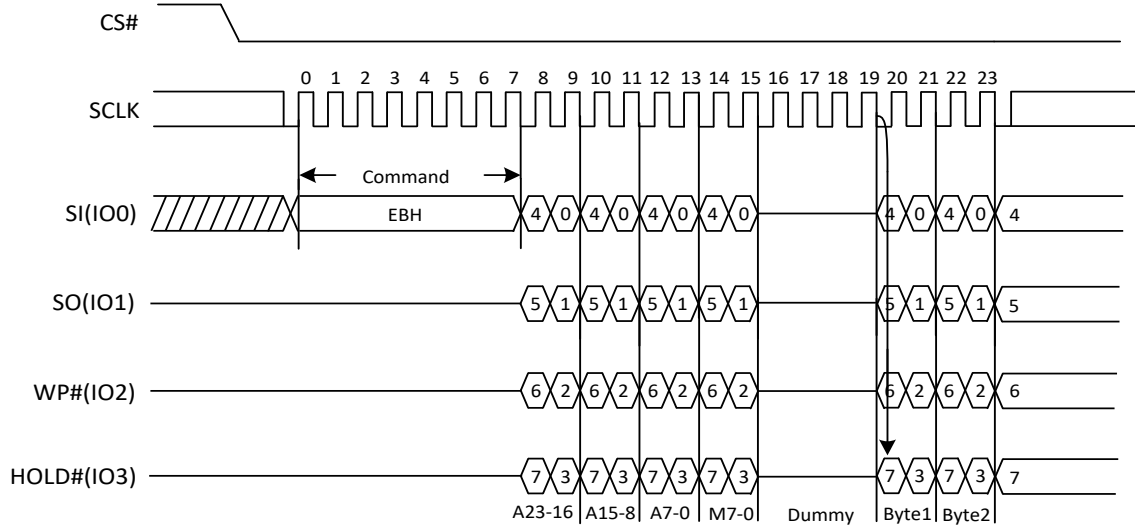 CS#
0 1 2 3 4 5 6 7 8 9 10 11 12 13 14 15 16 17 18 19 20 21 22 23
SCLK
Command
SI(IO0) EBH 4 0 4 0 4 0 4 0 4 0 4 0 4
SO(IO1) 5 1 5 1 5 1 5 1 5 1 5 1 5
WP#(IO2) 6 2 6 2 6 2 6 2 6 2 6 2 6
HOLD#(IO3) 7 3 7 3 7 3 7 3 7 3 7 3 7
A23-16 A15-8 A7-0 M7-0 Dummy Byte1 Byte2